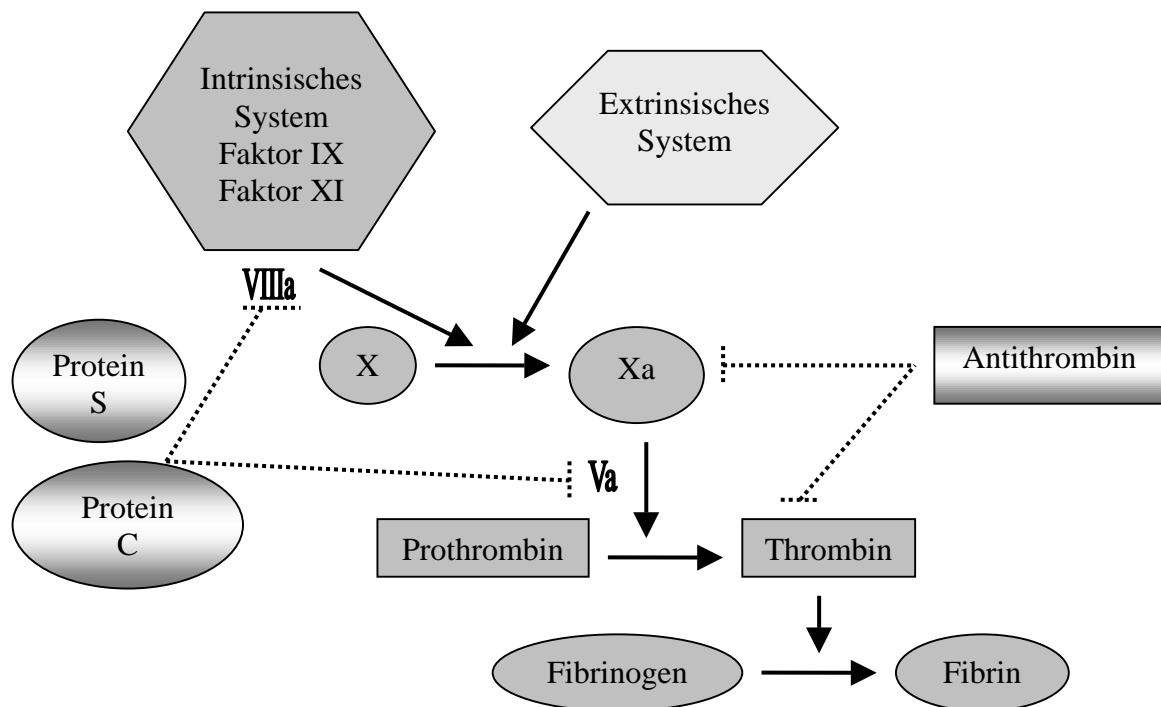 Intrinsisches
System
Faktor IX
Faktor XI
Extrinsisches
System
VIIIa
Protein
S
X
Xa
Antithrombin
Protein
C
Va
Prothrombin
Thrombin
Fibrinogen
Fibrin